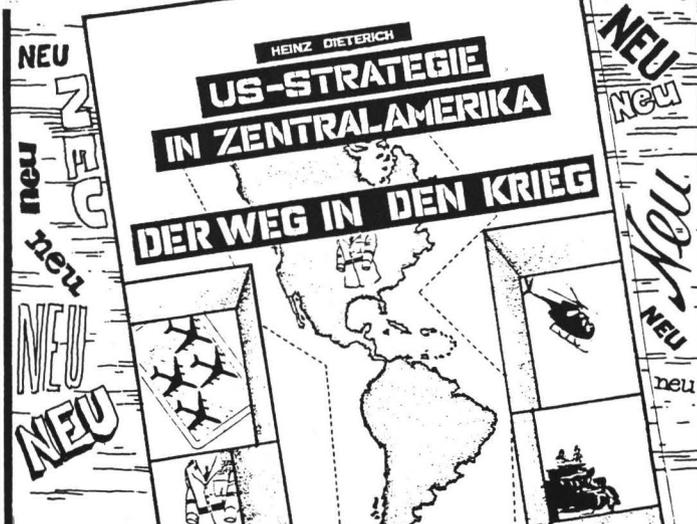 NEU
NEU
neu
neu
NEU
NEU
HEINZ DIETERICH
US-STRATEGIE
IN ZENTRALAMERIKA
DER WEG IN DEN KRIEG
NEU
Neu
Neu
NEU
neu